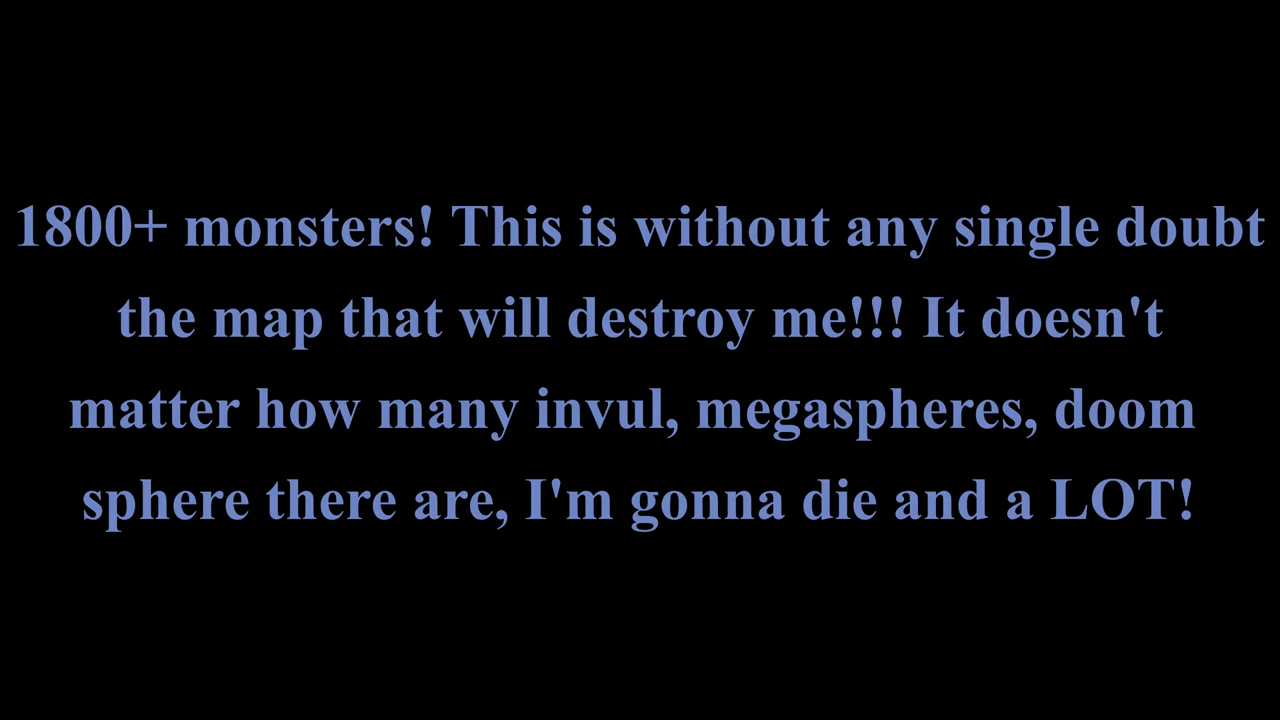 1800+ monsters! This is without any single doubt
the map that will destroy me!!! It doesn't
matter how many invul, megaspheres, doom
sphere there are, I'm gonna die and a LOT!